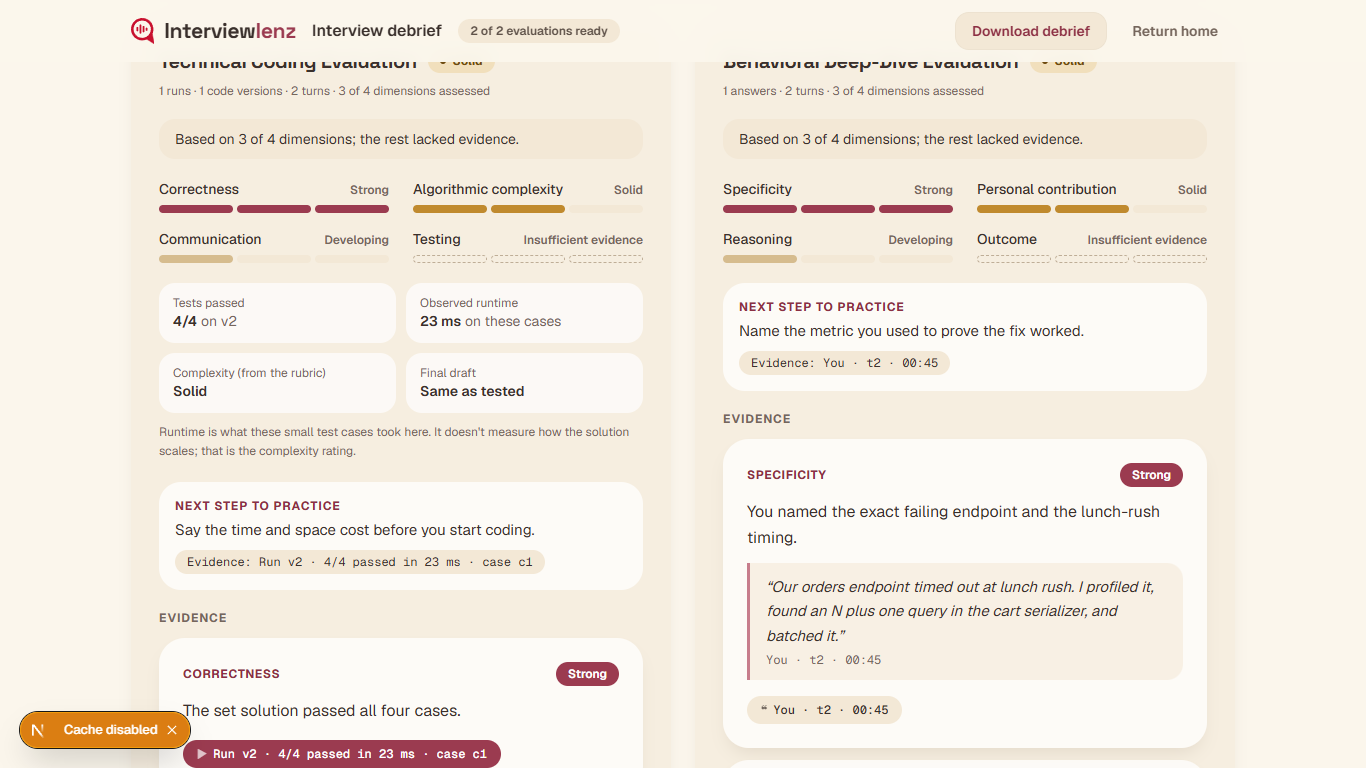 Interviewlenz Interview debrief 2 of 2 evaluations ready Download debrief Return home
Technical Coding Evaluation Solid
1 runs · 1 code versions · 2 turns · 3 of 4 dimensions assessed
Based on 3 of 4 dimensions; the rest lacked evidence.
Correctness Strong Algorithmic complexity Solid
Communication Developing Testing Insufficient evidence
Tests passed
4/4 on v2
Observed runtime
23 ms on these cases
Complexity (from the rubric)
Solid
Final draft
Same as tested
Runtime is what these small test cases took here. It doesn't measure how the solution
scales; that is the complexity rating.
NEXT STEP TO PRACTICE
Say the time and space cost before you start coding.
Evidence: Run v2 · 4/4 passed in 23 ms · case c1
EVIDENCE
CORRECTNESS Strong
The set solution passed all four cases.
▶ Run v2 · 4/4 passed in 23 ms · case c1
Behavioral Deep-Dive Evaluation Solid
1 answers · 2 turns · 3 of 4 dimensions assessed
Based on 3 of 4 dimensions; the rest lacked evidence.
Specificity Strong Personal contribution Solid
Reasoning Developing Outcome Insufficient evidence
NEXT STEP TO PRACTICE
Name the metric you used to prove the fix worked.
Evidence: You · t2 · 00:45
EVIDENCE
SPECIFICITY Strong
You named the exact failing endpoint and the lunch-rush
timing.
“Our orders endpoint timed out at lunch rush. I profiled it,
found an N plus one query in the cart serializer, and
batched it.”
You · t2 · 00:45
❝ You · t2 · 00:45
N Cache disabled ×